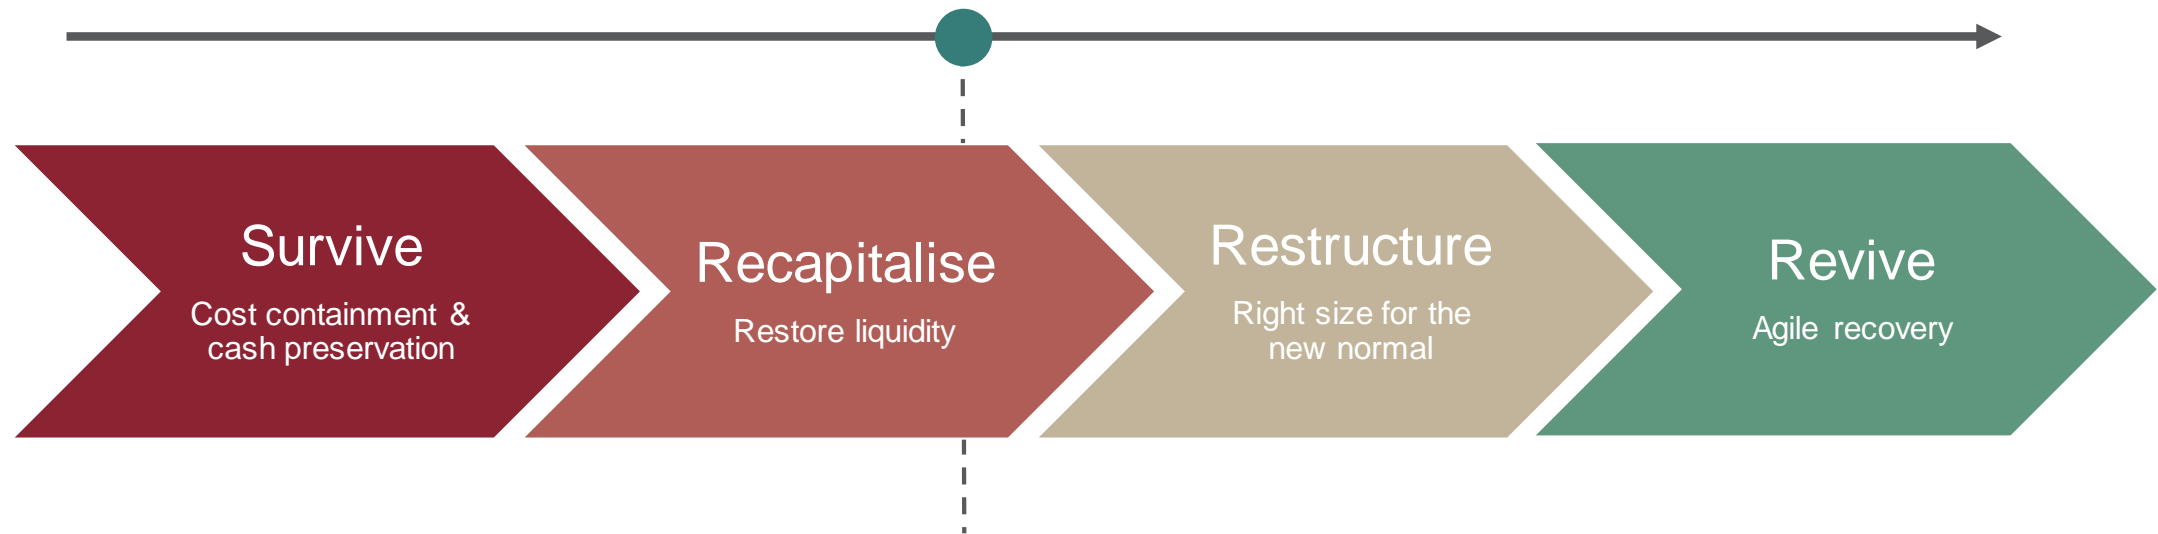 Survive
Cost containment &
cash preservation
Recapitalise
Restore liquidity
Restructure
Right size for the
new normal
Revive
Agile recovery